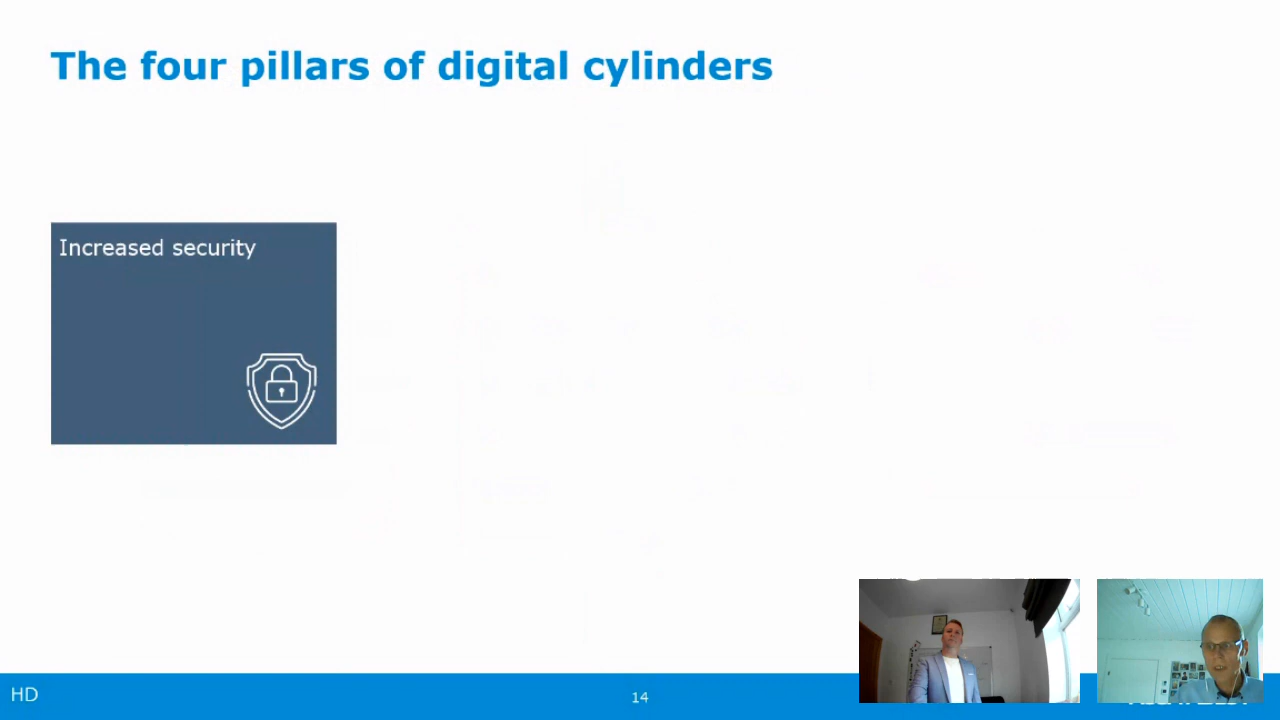 The four pillars of digital cylinders
Increased security
HD
14